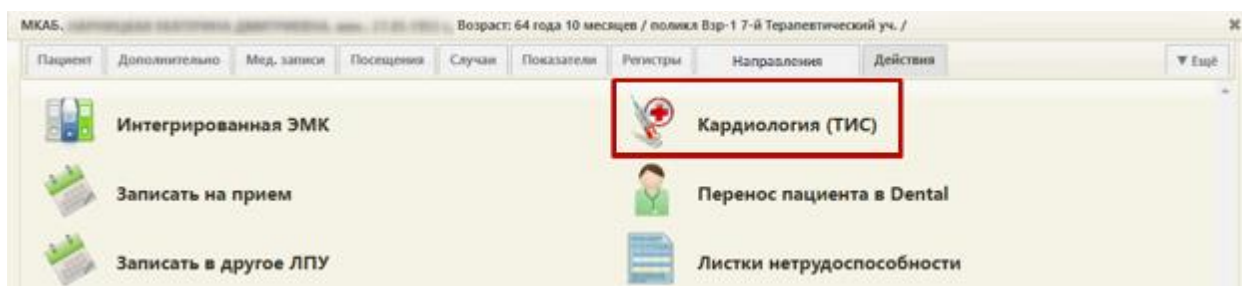 МКАБ. Возраст: 64 года 10 месяцев / поликл Взр-1 7-й Терапевтический уч. /
Пациент Дополнительно Мед. записи Посещения Случаи Показатели Регистры Направления Действия ▼ Ещё
Интегрированная ЭМК Кардиология (ТИС)
Записать на прием Перенос пациента в Dental
Записать в другое ЛПУ Листки нетрудоспособности